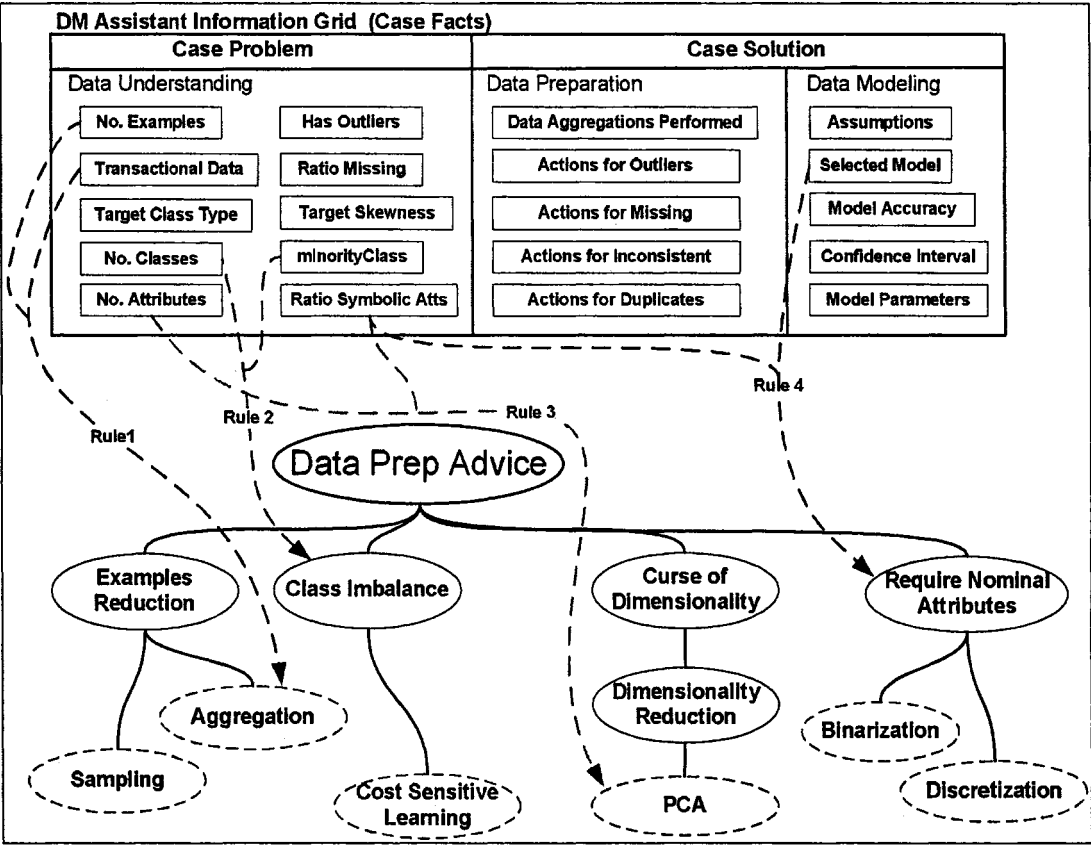 DM Assistant Information Grid (Case Facts)
Case Problem
Case Solution
Data Understanding
Data Preparation
Data Modeling
No. Examples
Has Outliers
Data Aggregations Performed
Assumptions
Transactional Data
Ratio Missing
Actions for Outliers
Selected Model
Target Class Type
Target Skewness
Actions for Missing
Model Accuracy
No. Classes
minorityClass
Actions for Inconsistent
Confidence Interval
No. Attributes
Ratio Symbolic Atts
Actions for Duplicates
Model Parameters
Rule 4
Rule 3
Rule 2
Rule1
Data Prep Advice
Examples
Reduction
Class Imbalance
Curse of
Dimensionality
Require Nominal
Attributes
Aggregation
Dimensionality
Reduction
Binarization
Sampling
Cost Sensitive
Learning
PCA
Discretization